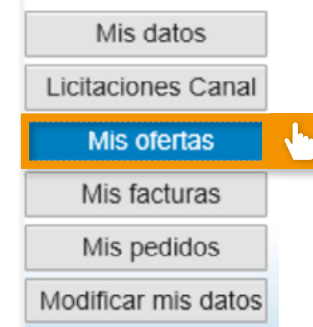 Mis datos
Licitaciones Canal
Mis ofertas
Mis facturas
Mis pedidos
Modificar mis datos